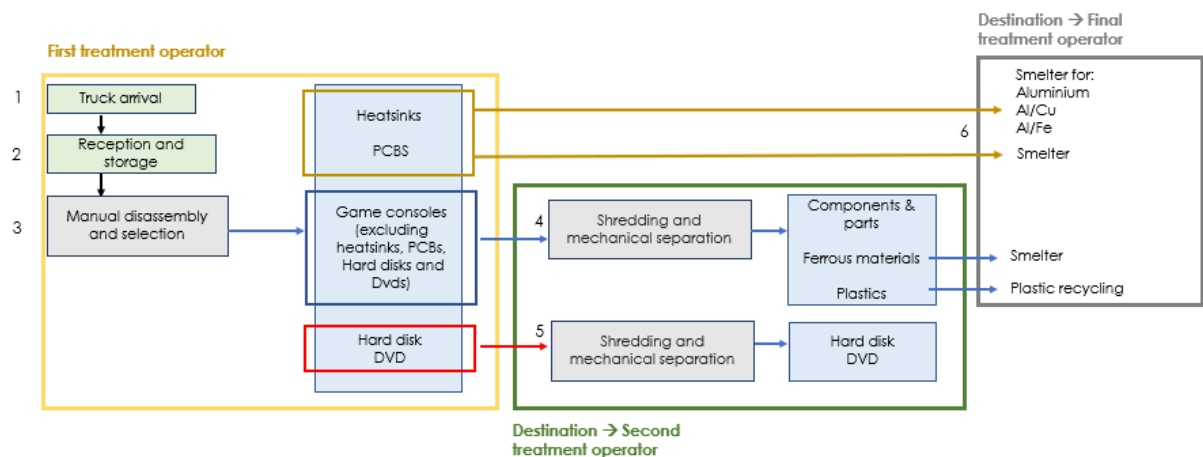 Destination → Final
treatment operator
First treatment operator
1
Truck arrival
2
Reception and
storage
3
Manual disassembly
and selection
Heatsinks
PCBS
Game consoles
(excluding
heatsinks, PCBs,
Hard disks and
Dvds)
Hard disk
DVD
4
Shredding and
mechanical separation
Components &
parts
Ferrous materials
Plastics
5
Shredding and
mechanical separation
Hard disk
DVD
Destination → Second
treatment operator
6
Smelter for:
Aluminium
Al/Cu
Al/Fe
Smelter
Smelter
Plastic recycling